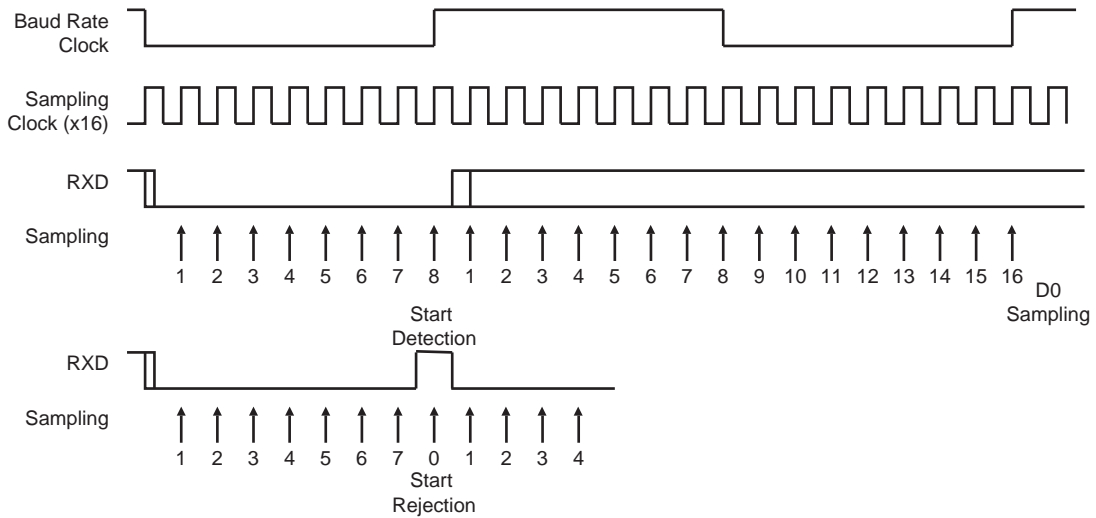 Baud Rate
Clock
Sampling
Clock (x16)
RXD
Sampling
1 2 3 4 5 6 7 8 1 2 3 4 5 6 7 8 9 10 11 12 13 14 15 16
D0
Sampling
Start
Detection
RXD
Sampling
1 2 3 4 5 6 7 0 1 2 3 4
Start
Rejection